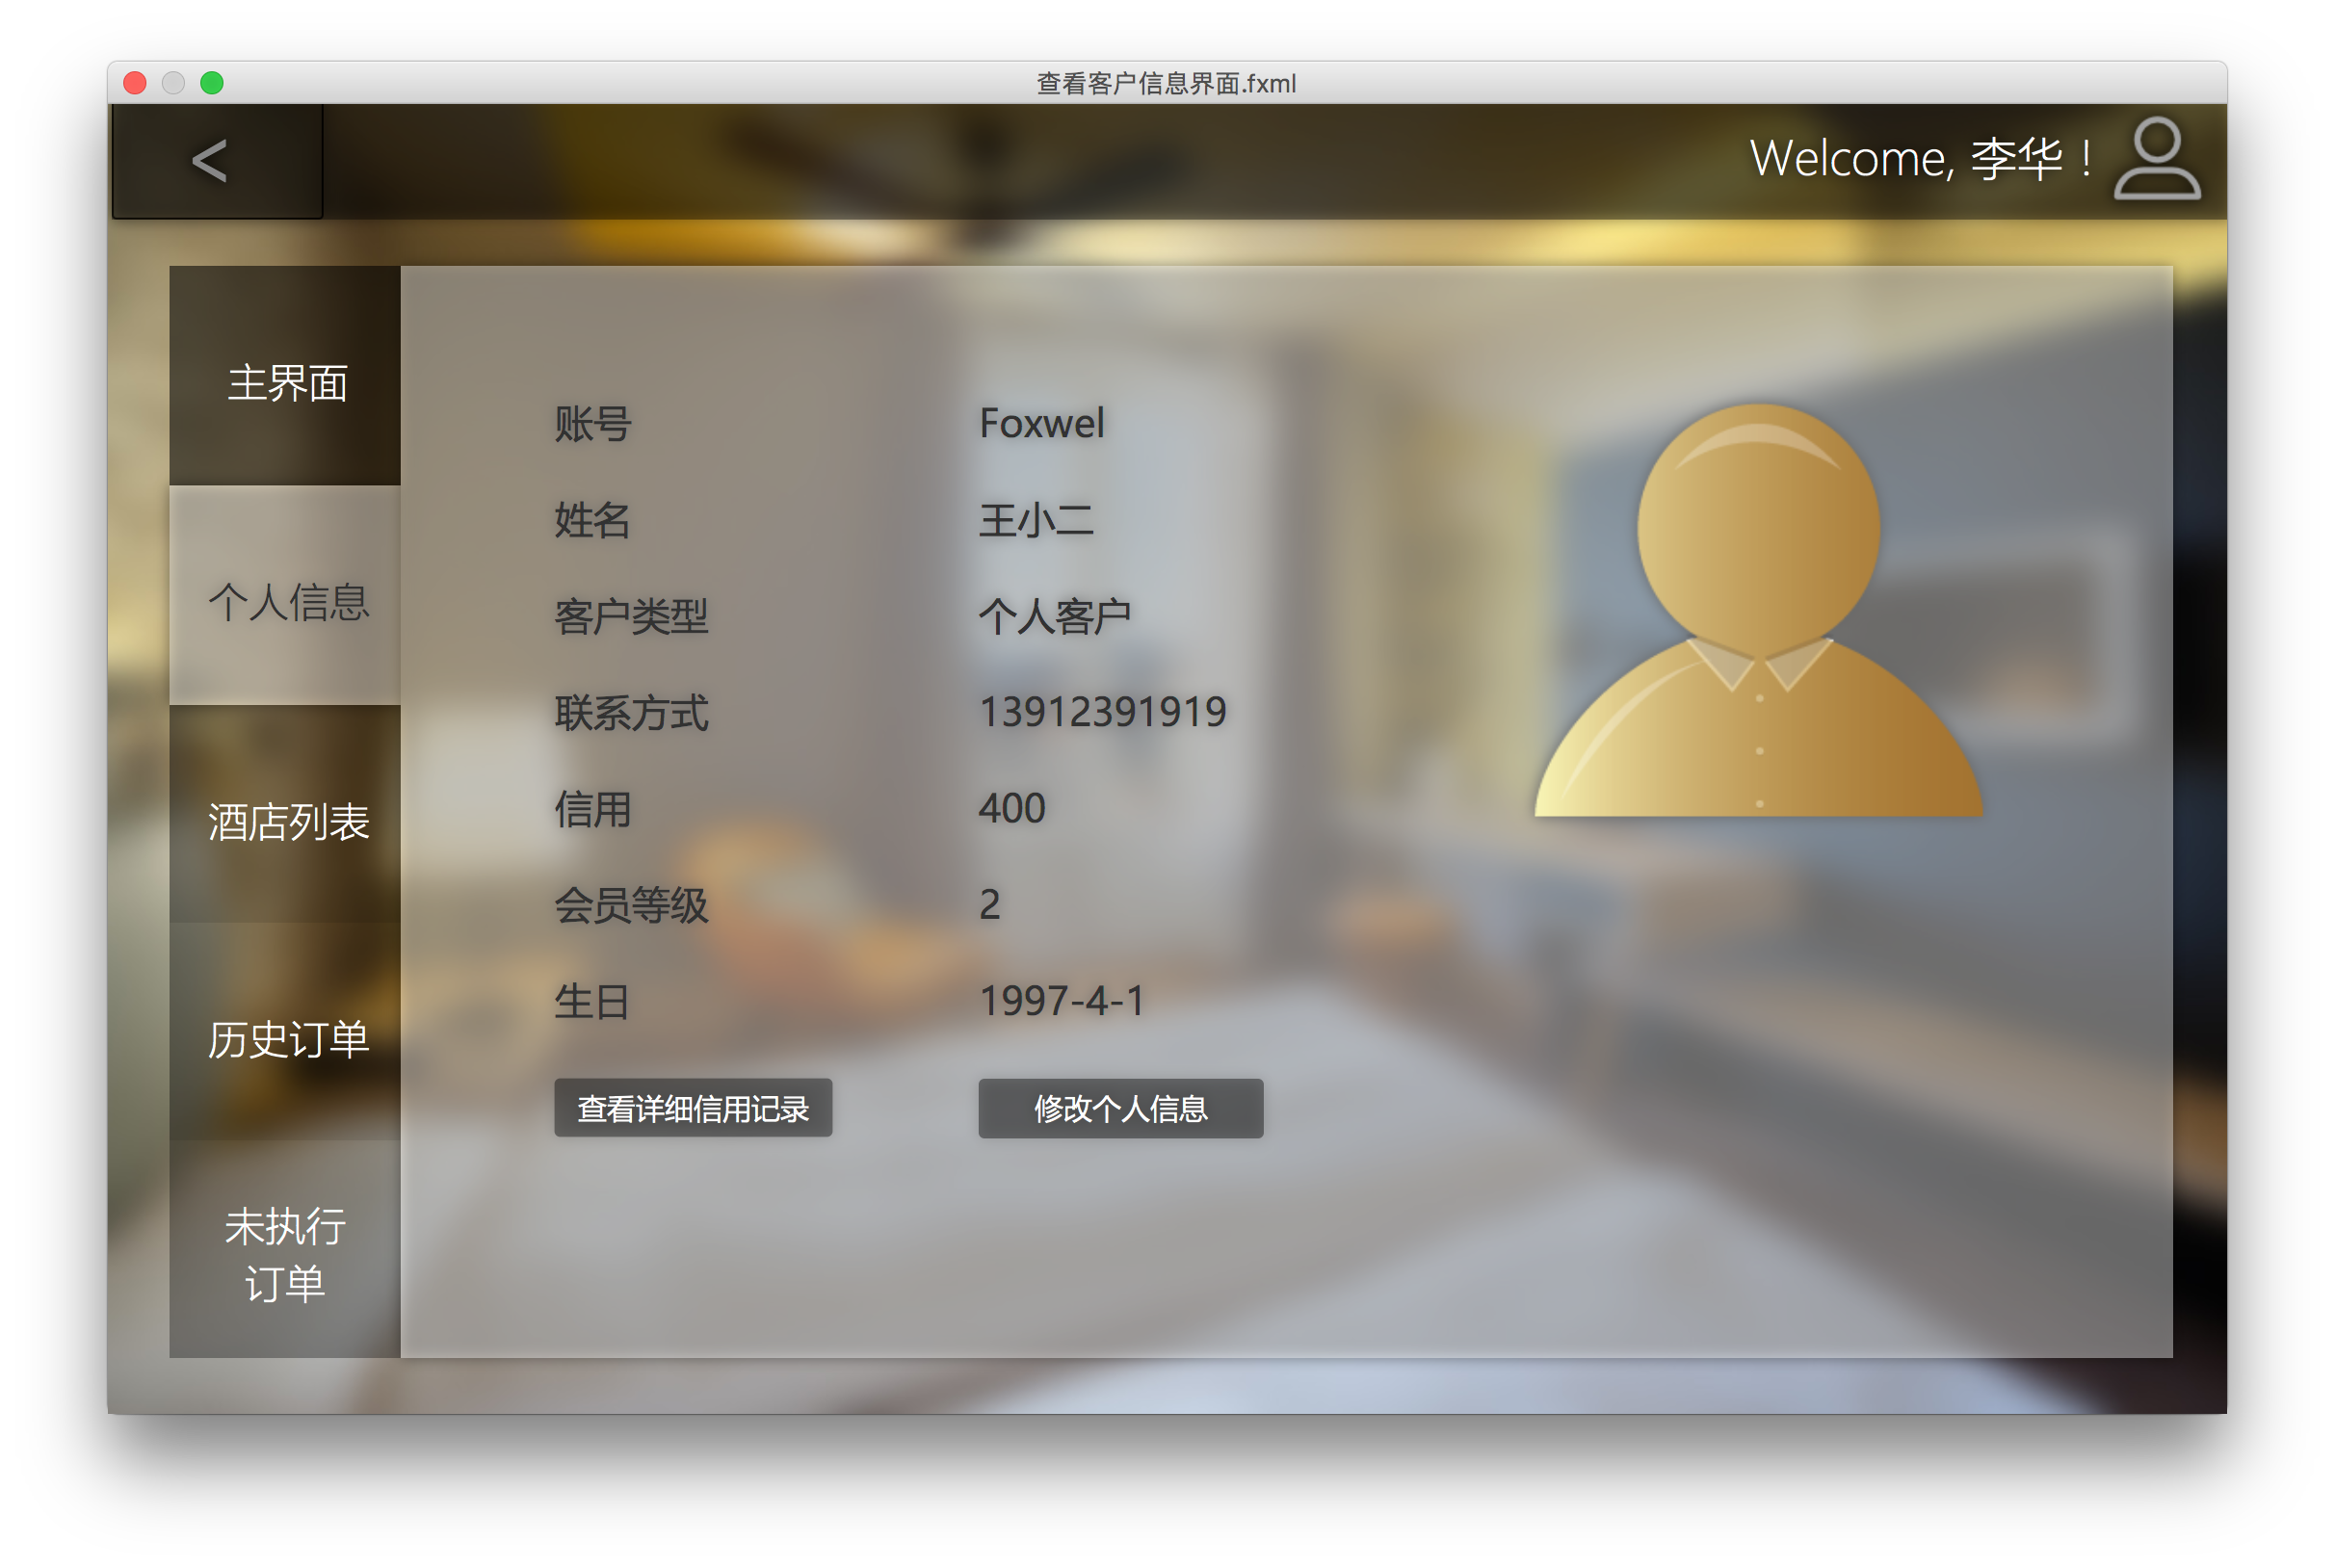 查看客户信息界面.fxml
<
Welcome, 李华！
主界面
个人信息
酒店列表
历史订单
未执行
订单
账号 Foxwel
姓名 王小二
客户类型 个人客户
联系方式 13912391919
信用 400
会员等级 2
生日 1997-4-1
查看详细信用记录 修改个人信息